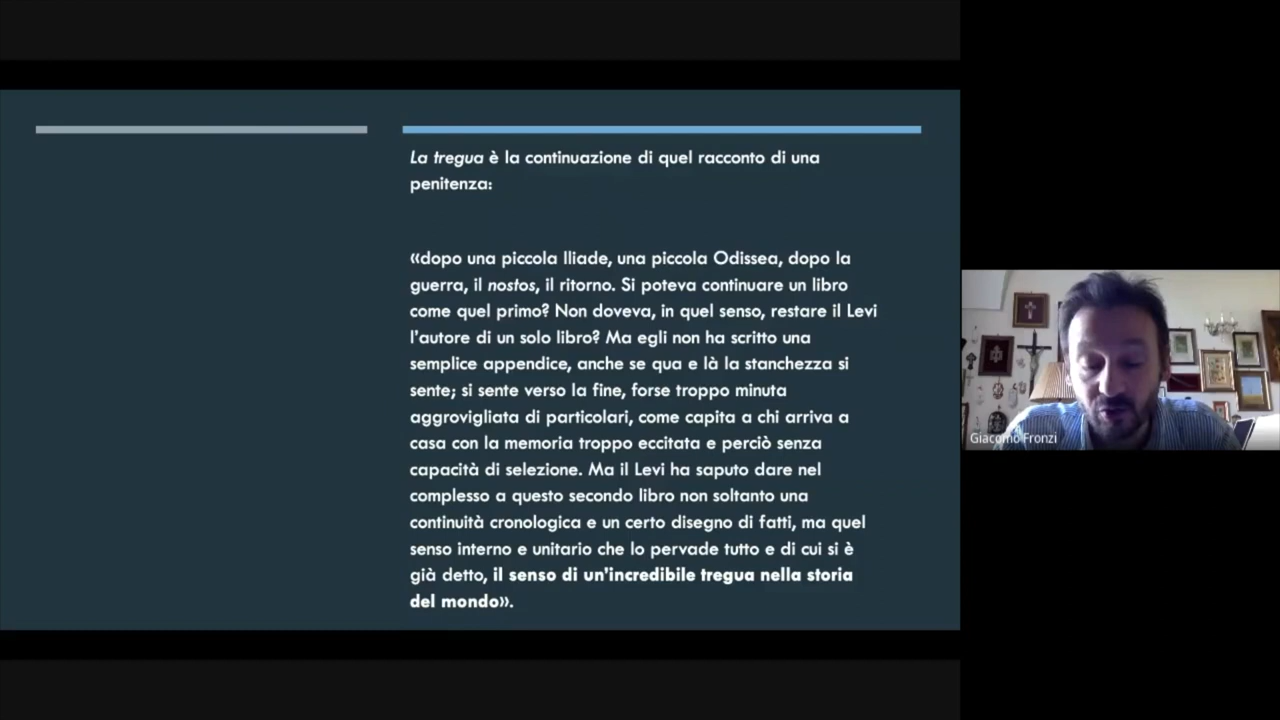 La tregua è la continuazione di quel racconto di una
penitenza:
«dopo una piccola Iliade, una piccola Odissea, dopo la
guerra, il nostos, il ritorno. Si poteva continuare un libro
come quel primo? Non doveva, in quel senso, restare il Levi
l'autore di un solo libro? Ma egli non ha scritto una
semplice appendice, anche se qua e là la stanchezza si
sente; si sente verso la fine, forse troppo minuta
aggrovigliata di particolari, come capita a chi arriva a
casa con la memoria troppo eccitata e perciò senza
capacità di selezione. Ma il Levi ha saputo dare nel
complesso a questo secondo libro non soltanto una
continuità cronologica e un certo disegno di fatti, ma quel
senso interno e unitario che lo pervade tutto e di cui si è
già detto, il senso di un'incredibile tregua nella storia
del mondo».
Giacomo Fronzi